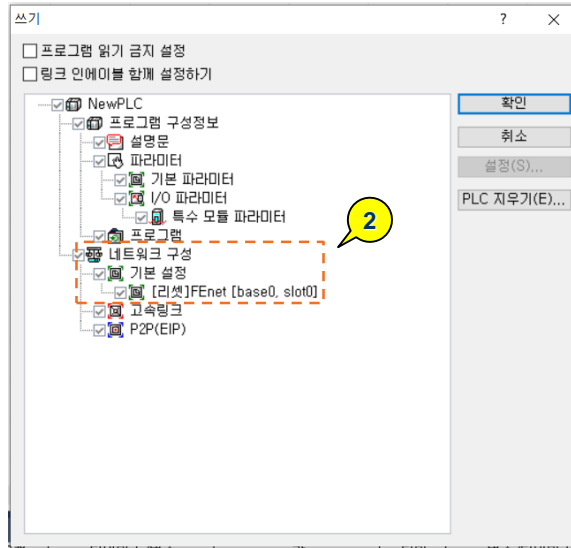 쓰기
프로그램 읽기 금지 설정
링크 인에이블 함께 설정하기
NewPLC
프로그램 구성정보
설명문
파라미터
기본 파라미터
I/O 파라미터
특수 모듈 파라미터
프로그램
네트워크 구성
기본 설정
[리셋]FEnet [base0, slot0]
고속링크
P2P(EIP)
2
확인
취소
설정(S)...
PLC 지우기(E)...